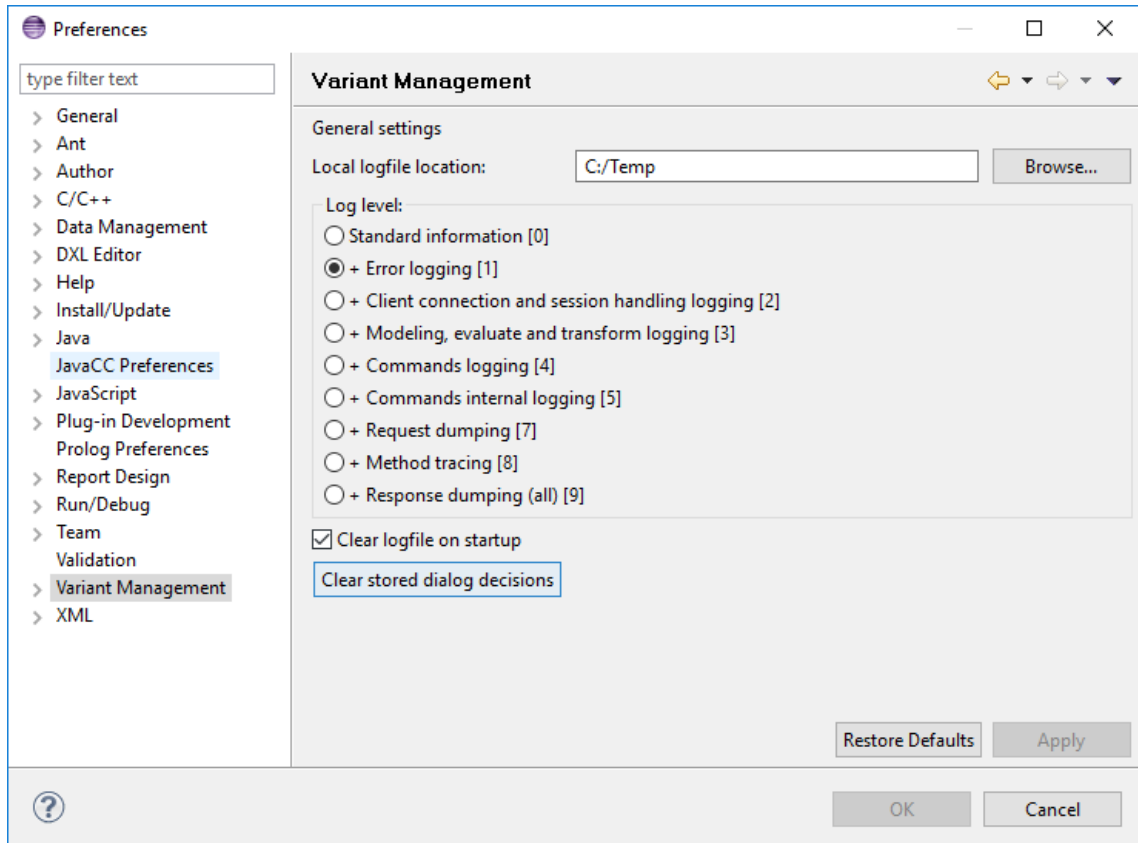 Preferences
type filter text
General
Ant
Author
C/C++
Data Management
DXL Editor
Help
Install/Update
Java
JavaCC Preferences
JavaScript
Plug-in Development
Prolog Preferences
Report Design
Run/Debug
Team
Validation
Variant Management
XML
Variant Management
General settings
Local logfile location: C:/Temp Browse...
Log level:
Standard information [0]
+ Error logging [1]
+ Client connection and session handling logging [2]
+ Modeling, evaluate and transform logging [3]
+ Commands logging [4]
+ Commands internal logging [5]
+ Request dumping [7]
+ Method tracing [8]
+ Response dumping (all) [9]
Clear logfile on startup
Clear stored dialog decisions
Restore Defaults Apply
? OK Cancel